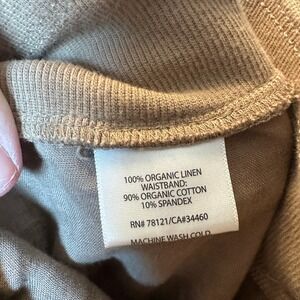 100% ORGANIC LINEN
WAISTBAND:
90% ORGANIC COTTON
10% SPANDEX
RN# 78121/CA#34460
MACHINE WASH COLD